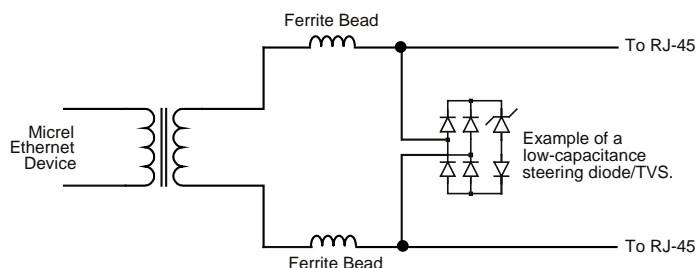 Ferrite Bead
To RJ-45
Micrel
Ethernet
Device
Example of a
low-capacitance
steering diode/TVS.
To RJ-45
Ferrite Bead